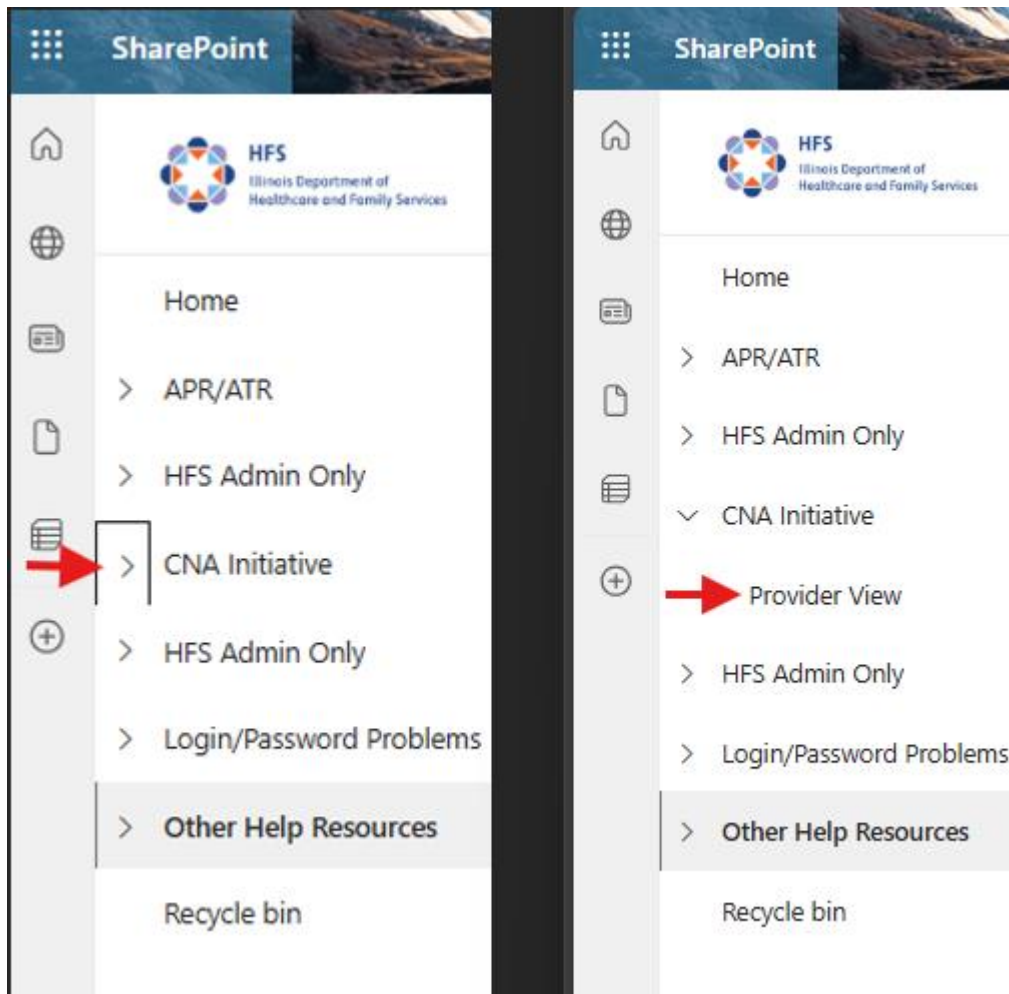 SharePoint
HFS
Illinois Department of
Healthcare and Family Services
Home
APR/ATR
HFS Admin Only
CNA Initiative
HFS Admin Only
Login/Password Problems
Other Help Resources
Recycle bin
SharePoint
HFS
Illinois Department of
Healthcare and Family Services
Home
APR/ATR
HFS Admin Only
CNA Initiative
Provider View
HFS Admin Only
Login/Password Problems
Other Help Resources
Recycle bin